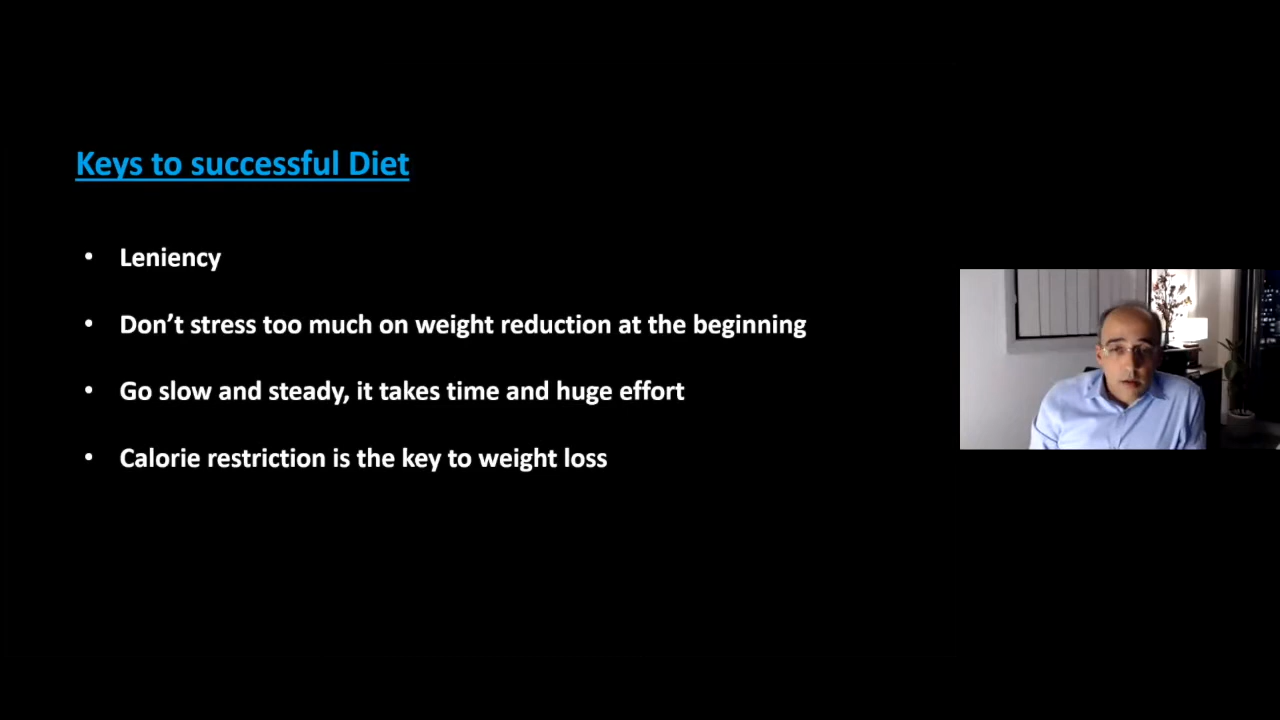 Keys to successful Diet
• Leniency
• Don’t stress too much on weight reduction at the beginning
• Go slow and steady, it takes time and huge effort
• Calorie restriction is the key to weight loss